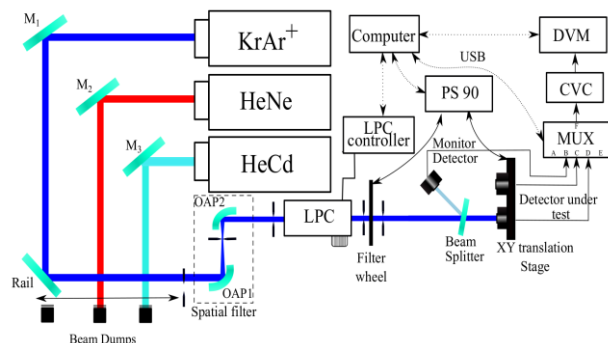 M1
KrAr+
M2
HeNe
M3
HeCd
Computer
USB
DVM
CVC
PS 90
MUX
A B C D E
LPC
controller
Monitor
Detector
Detector under
test
OAP2
LPC
OAP1
Rail
Spatial filter
Filter
wheel
Beam
Splitter
XY translation
Stage
Beam Dumps